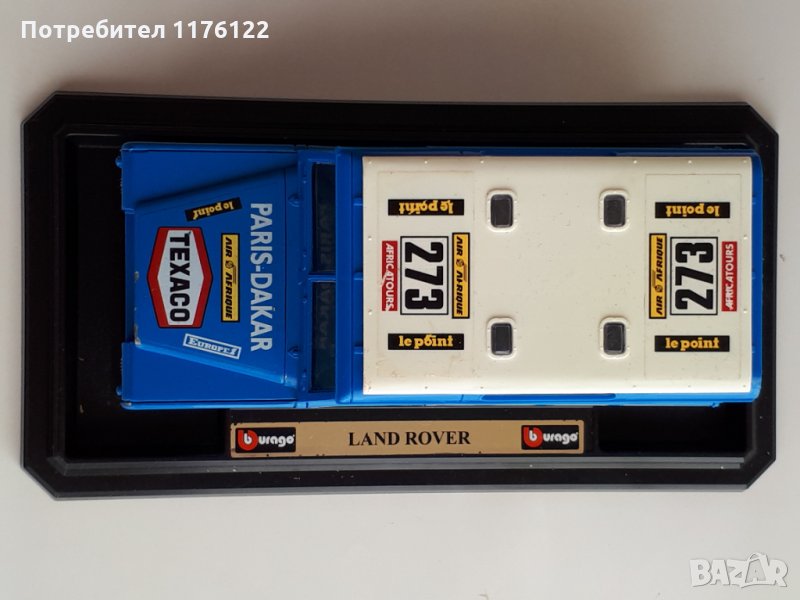 Потребител 1176122
le point
TEXACO
AIR AFRIQUE
PARIS-DAKAR
EUROPE 1
le point
AFRICATOURS
273
AIR AFRIQUE
le point
le point
AIR AFRIQUE
273
AFRICATOURS
le point
burago
LAND ROVER
burago
BAZAR